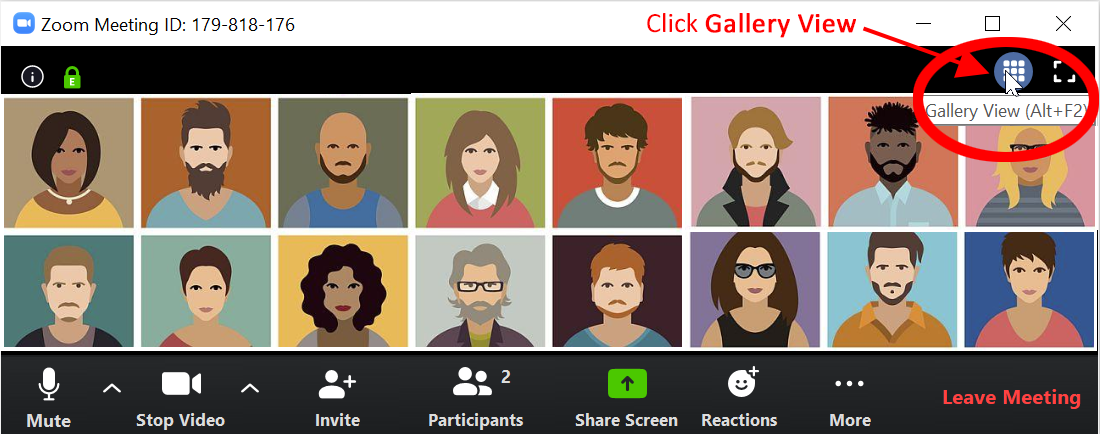 Zoom Meeting ID: 179-818-176
Click Gallery View
E
Gallery View (Alt+F2)
2
Mute
Stop Video
Invite
Participants
Share Screen
Reactions
More
Leave Meeting